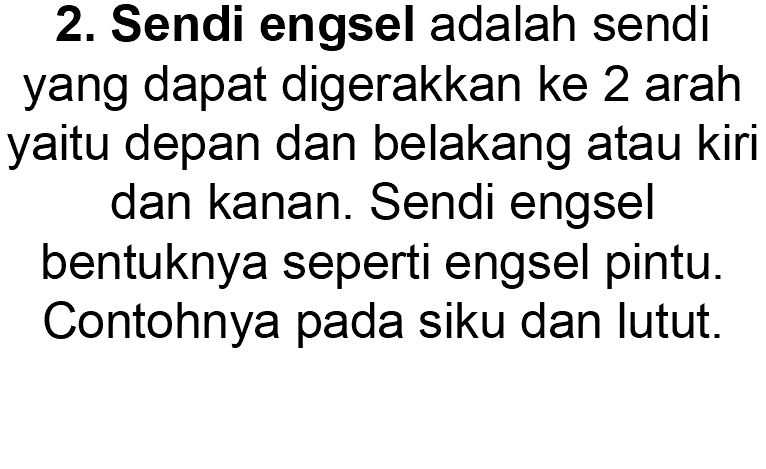 2. Sendi engsel adalah sendi
yang dapat digerakkan ke 2 arah
yaitu depan dan belakang atau kiri
dan kanan. Sendi engsel
bentuknya seperti engsel pintu.
Contohnya pada siku dan lutut.